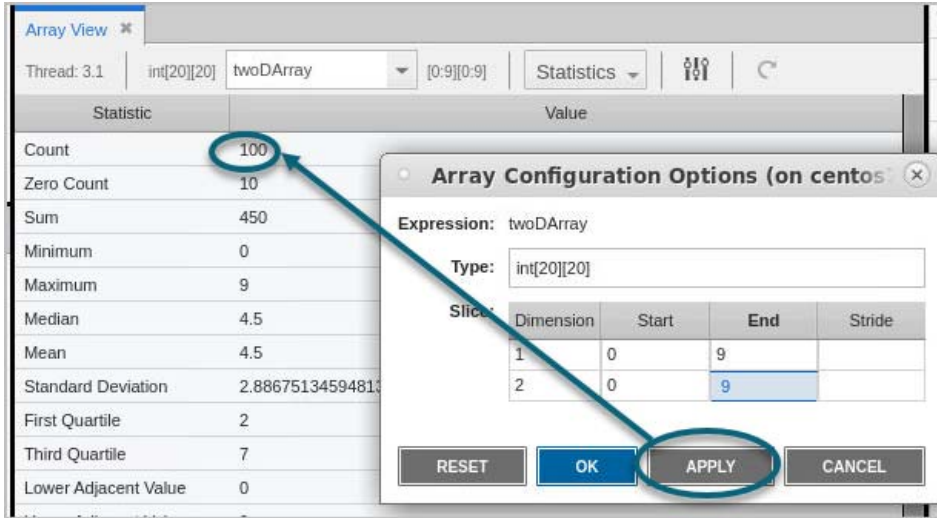 Array View
Thread: 3.1 int[20][20] twoDArray [0:9][0:9] Statistics
Statistic Value
Count 100
Zero Count 10
Sum 450
Minimum 0
Maximum 9
Median 4.5
Mean 4.5
Standard Deviation 2.8867513459481
First Quartile 2
Third Quartile 7
Lower Adjacent Value 0
Array Configuration Options (on centos
Expression: twoDArray
Type: int[20][20]
Slice:
Dimension Start End Stride
1 0 9
2 0 9
RESET OK APPLY CANCEL